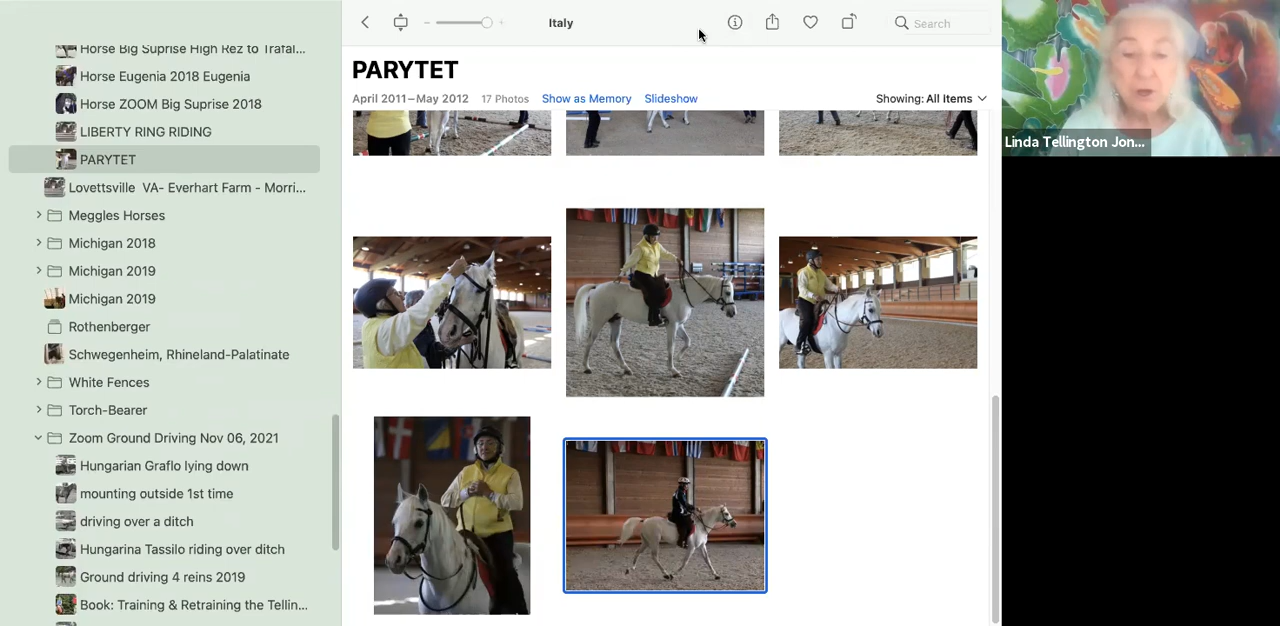 Italy
Search
Horse Big Suprise High Rez to Trafal...
Horse Eugenia 2018 Eugenia
Horse ZOOM Big Suprise 2018
LIBERTY RING RIDING
PARYTET
Lovettsville VA- Everhart Farm - Morri...
Meggles Horses
Michigan 2018
Michigan 2019
Michigan 2019
Rothenberger
Schwegenheim, Rhineland-Palatinate
White Fences
Torch-Bearer
Zoom Ground Driving Nov 06, 2021
Hungarian Graflo lying down
mounting outside 1st time
driving over a ditch
Hungarina Tassilo riding over ditch
Ground driving 4 reins 2019
Book: Training & Retraining the Tellin...
PARYTET
April 2011–May 2012 17 Photos Show as Memory Slideshow Showing: All Items
Linda Tellington Jon...